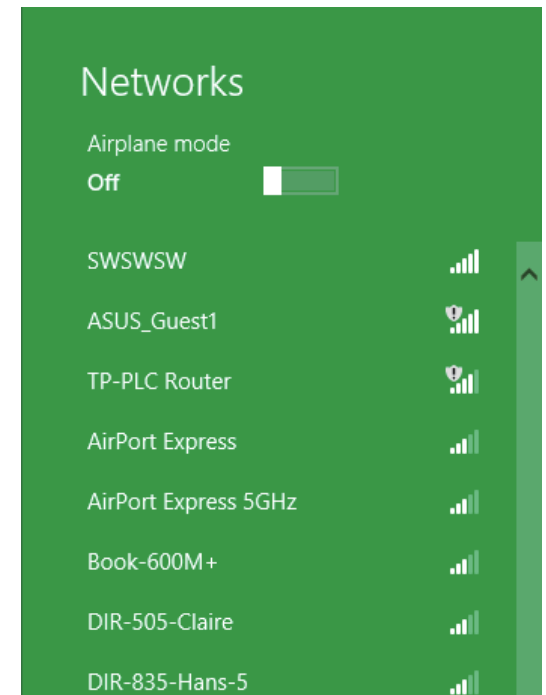 Networks
Airplane mode
Off
SWSWSW
ASUS_Guest1
TP-PLC Router
AirPort Express
AirPort Express 5GHz
Book-600M+
DIR-505-Claire
DIR-835-Hans-5